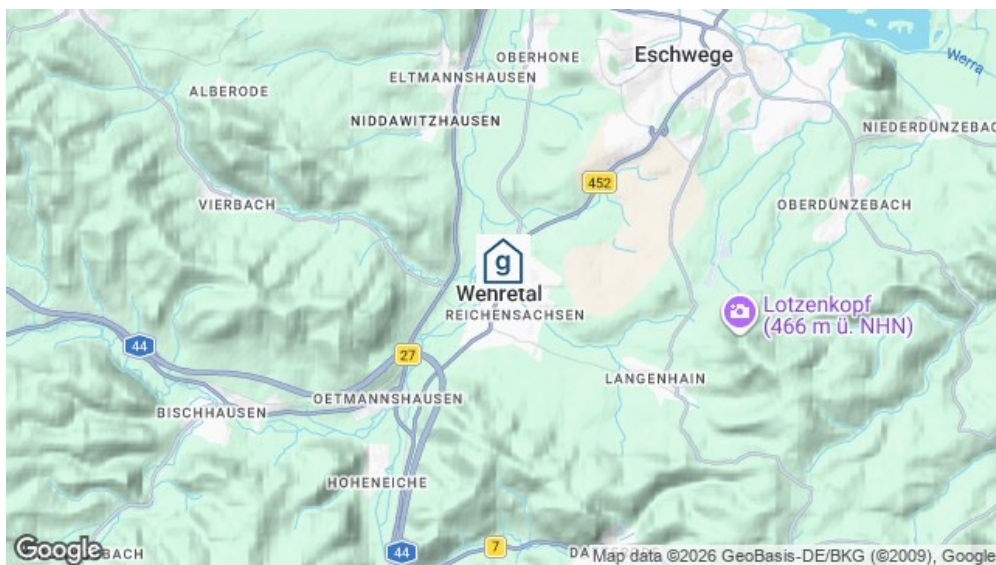 OBERHONE
Eschwege
ELTMANNSHAUSEN
Werra
ALBERODE
NIDDAWITZHAUSEN
NIEDERDÜNZEBACH
452
VIERBACH
OBERDÜNZEBACH
g
Wenretal
REICHENSACHSEN
Lotzenkopf
(466 m ü. NHN)
44
27
LANGENHAIN
OETMANNSHAUSEN
BISCHHAUSEN
HOHENEICHE
7
44
Google
BACH
Map data ©2026 GeoBasis-DE/BKG (©2009), Google